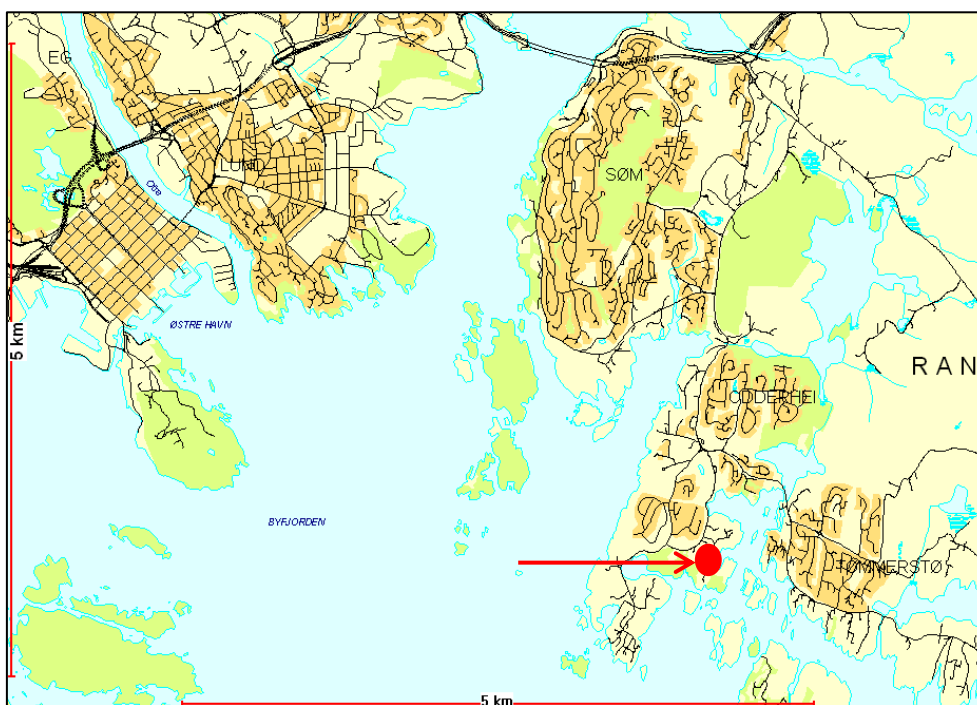 EG
LUND
Otra
SØM
ØSTRE HAVN
5 km
RAN
ODDERHEI
BYFJORDEN
TØMMERSTØ
5 km